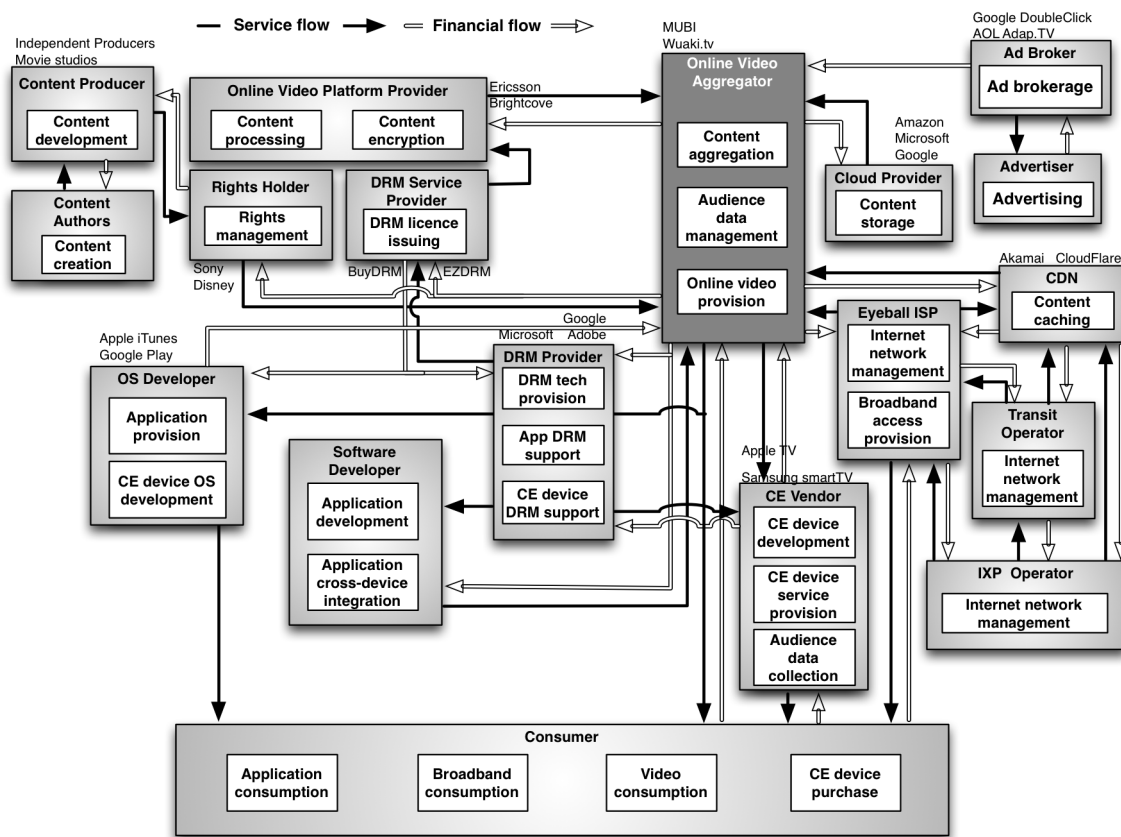 Service flow
Financial flow
Independent Producers
Movie studios
Content Producer
Content
development
Content
Authors
Content
creation
Online Video Platform Provider
Content
processing
Content
encryption
Ericsson
Brightcove
Rights Holder
Rights
management
Sony
Disney
DRM Service
Provider
DRM licence
issuing
BuyDRM
EZDRM
MUBI
Wuaki.tv
Online Video
Aggregator
Content
aggregation
Audience
data
management
Online video
provision
Google DoubleClick
AOL Adap.TV
Ad Broker
Ad brokerage
Advertiser
Advertising
Amazon
Microsoft
Google
Cloud Provider
Content
storage
Akamai CloudFlare
CDN
Content
caching
Eyeball ISP
Internet
network
management
Broadband
access
provision
Transit
Operator
Internet
network
management
IXP Operator
Internet network
management
Apple iTunes
Google Play
OS Developer
Application
provision
CE device OS
development
Google
Microsoft Adobe
DRM Provider
DRM tech
provision
App DRM
support
CE device
DRM support
Software
Developer
Application
development
Application
cross-device
integration
Apple TV
Samsung smartTV
CE Vendor
CE device
development
CE device
service
provision
Audience
data
collection
Consumer
Application
consumption
Broadband
consumption
Video
consumption
CE device
purchase